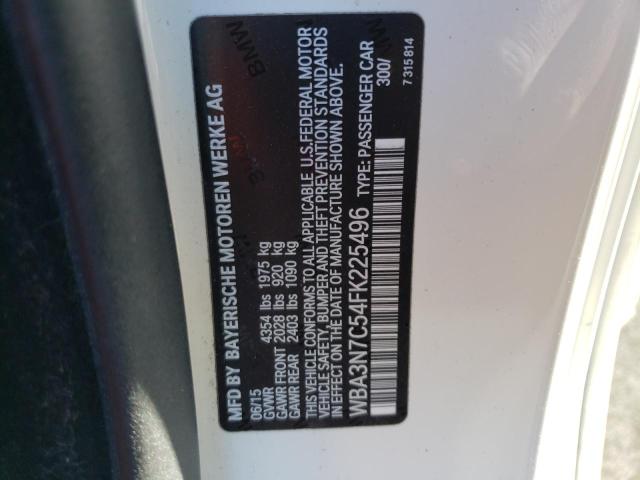 MFD BY BAYERISCHE MOTOREN WERKE AG
06/15
GVWR 4354 lbs 1975 kg
GAWR FRONT 2028 lbs 920 kg
GAWR REAR 2403 lbs 1090 kg
THIS VEHICLE CONFORMS TO ALL APPLICABLE U.S. FEDERAL MOTOR
VEHICLE SAFETY, BUMPER AND THEFT PREVENTION STANDARDS
IN EFFECT ON THE DATE OF MANUFACTURE SHOWN ABOVE.
WBA3N7C54FK225496 TYPE: PASSENGER CAR
300/
7 315 814
BMW